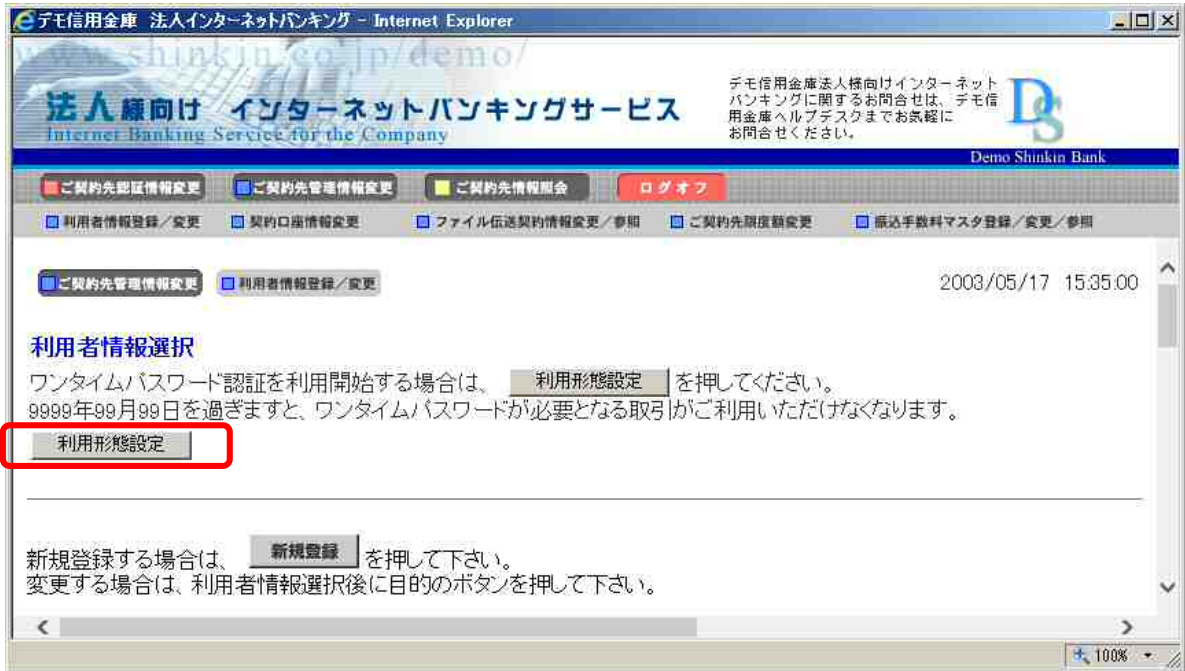 デモ信用金庫 法人インターネットバンキング - Internet Explorer
www.shinkin.co.jp/demo/
法人様向け インターネットバンキングサービス
Internet Banking Service for the Company
デモ信用金庫法人様向けインターネット
バンキングに関するお問合せは、デモ信
用金庫ヘルプデスクまでお気軽に
お問合せください。
DS
Demo Shinkin Bank
ご契約先認証情報変更 ご契約先管理情報変更 ご契約先情報照会 ログオフ
利用者情報登録／変更 契約口座情報変更 ファイル伝送契約情報変更／参照 ご契約先限度額変更 振込手数料マスタ登録／変更／参照
ご契約先管理情報変更 利用者情報登録／変更 2003/05/17 15:35:00
利用者情報選択
ワンタイムパスワード認証を利用開始する場合は、 利用形態設定 を押してください。
9999年99月99日を過ぎますと、ワンタイムパスワードが必要となる取引がご利用いただけなくなります。
利用形態設定
新規登録する場合は、 新規登録 を押して下さい。
変更する場合は、利用者情報選択後に目的のボタンを押して下さい。
100%